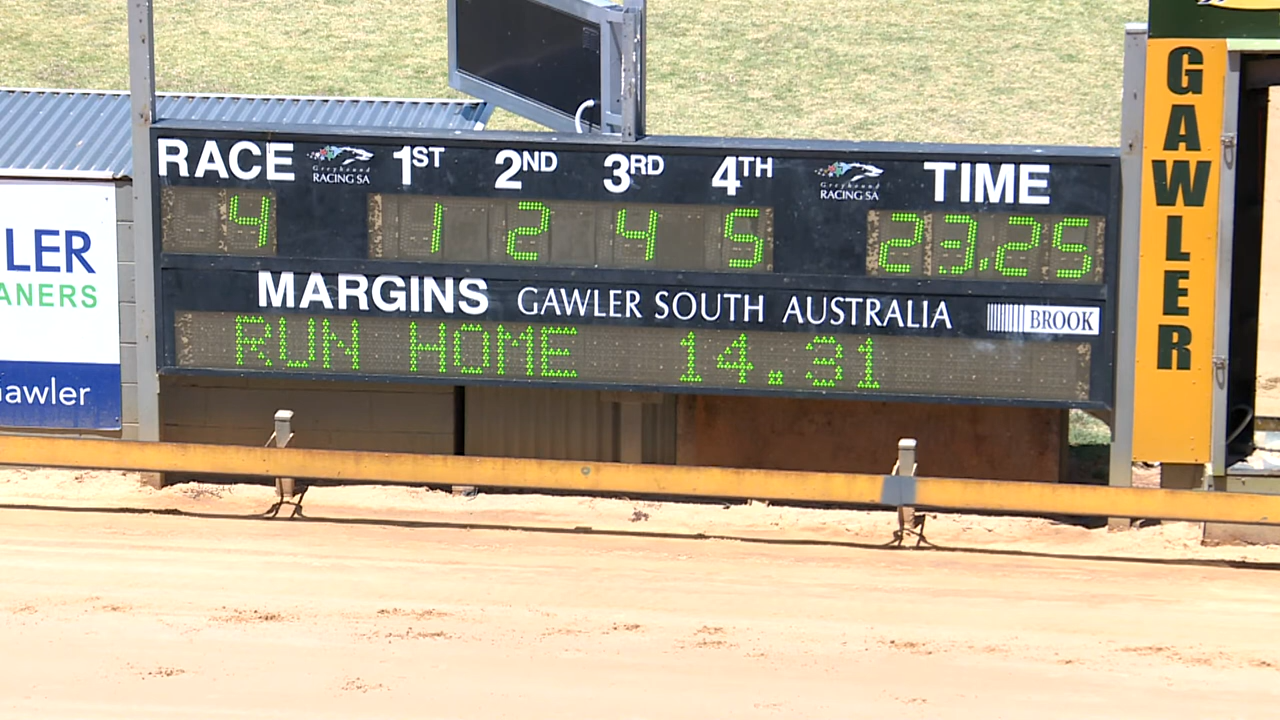 RACE
Greyhound
RACING SA
1ST 2ND 3RD 4TH
Greyhound
RACING SA
TIME
4 1 2 4 5 23.25
MARGINS GAWLER SOUTH AUSTRALIA BROOK
RUN HOME 14.31
GAWLER
LER
ANERS
Gawler